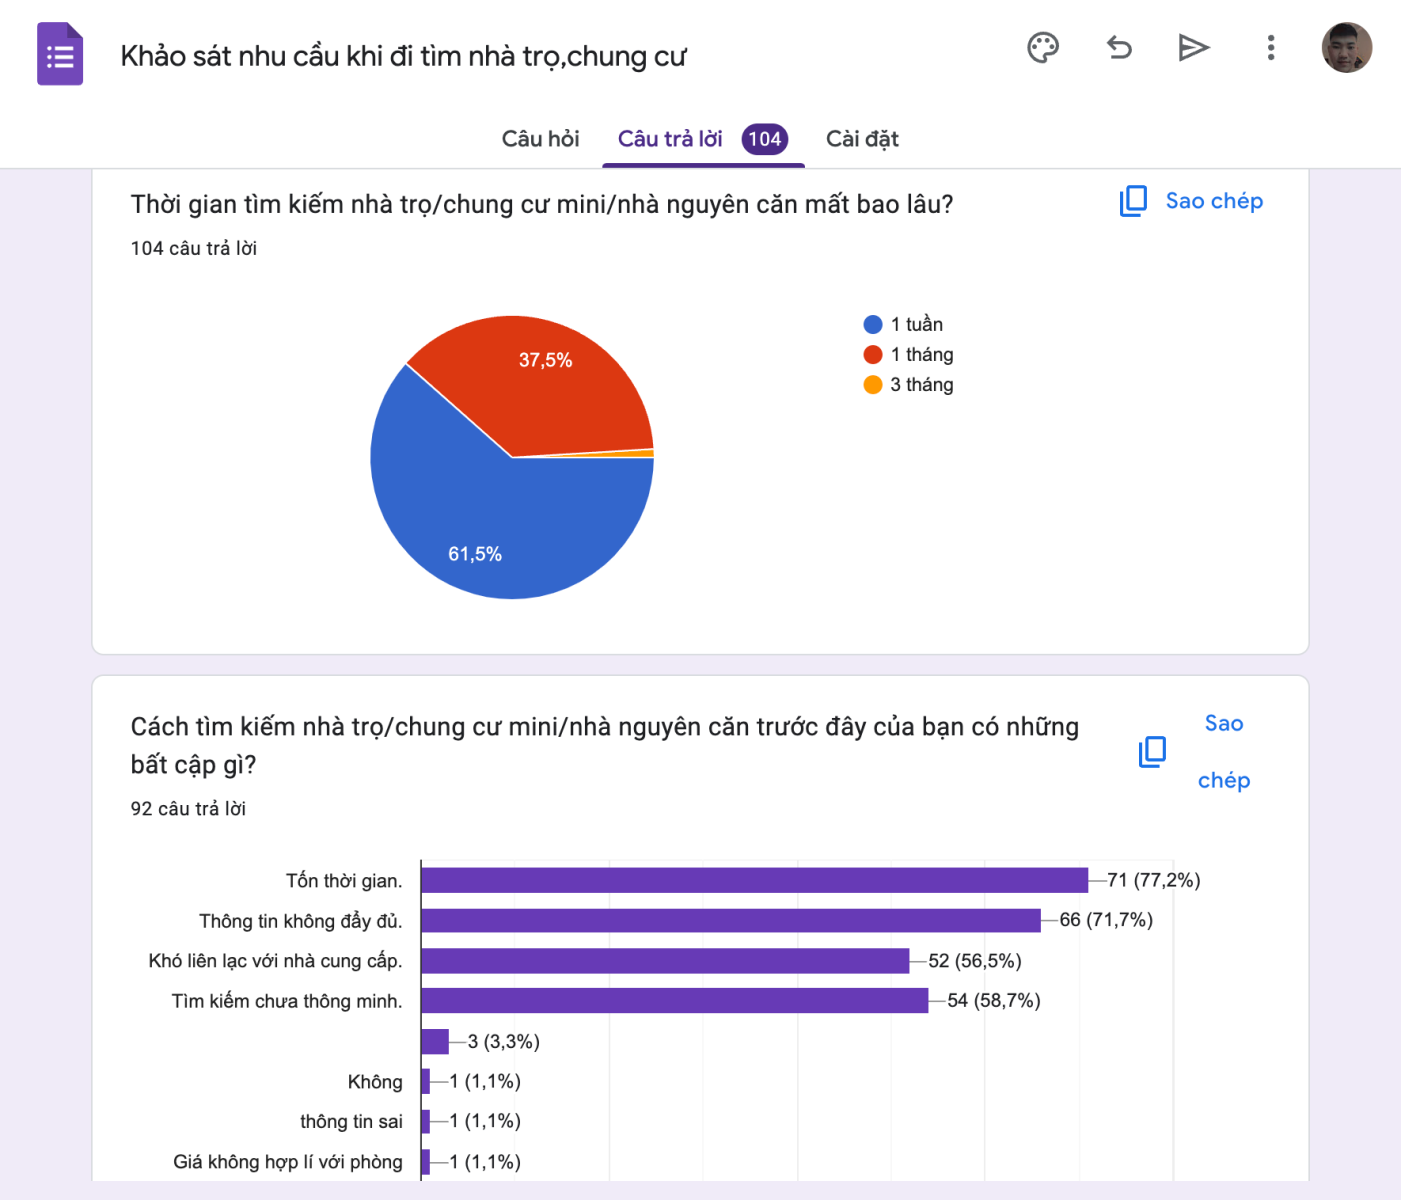 Khảo sát nhu cầu khi đi tìm nhà trọ,chung cư
Câu hỏi
Câu trả lời 104
Cài đặt
Thời gian tìm kiếm nhà trọ/chung cư mini/nhà nguyên căn mất bao lâu?
Sao chép
104 câu trả lời
37,5%
61,5%
1 tuần
1 tháng
3 tháng
Cách tìm kiếm nhà trọ/chung cư mini/nhà nguyên căn trước đây của bạn có những
bất cập gì?
Sao
chép
92 câu trả lời
Tốn thời gian. 71 (77,2%)
Thông tin không đẩy đủ. 66 (71,7%)
Khó liên lạc với nhà cung cấp. 52 (56,5%)
Tìm kiếm chưa thông minh. 54 (58,7%)
3 (3,3%)
Không 1 (1,1%)
thông tin sai 1 (1,1%)
Giá không hợp lí với phòng 1 (1,1%)